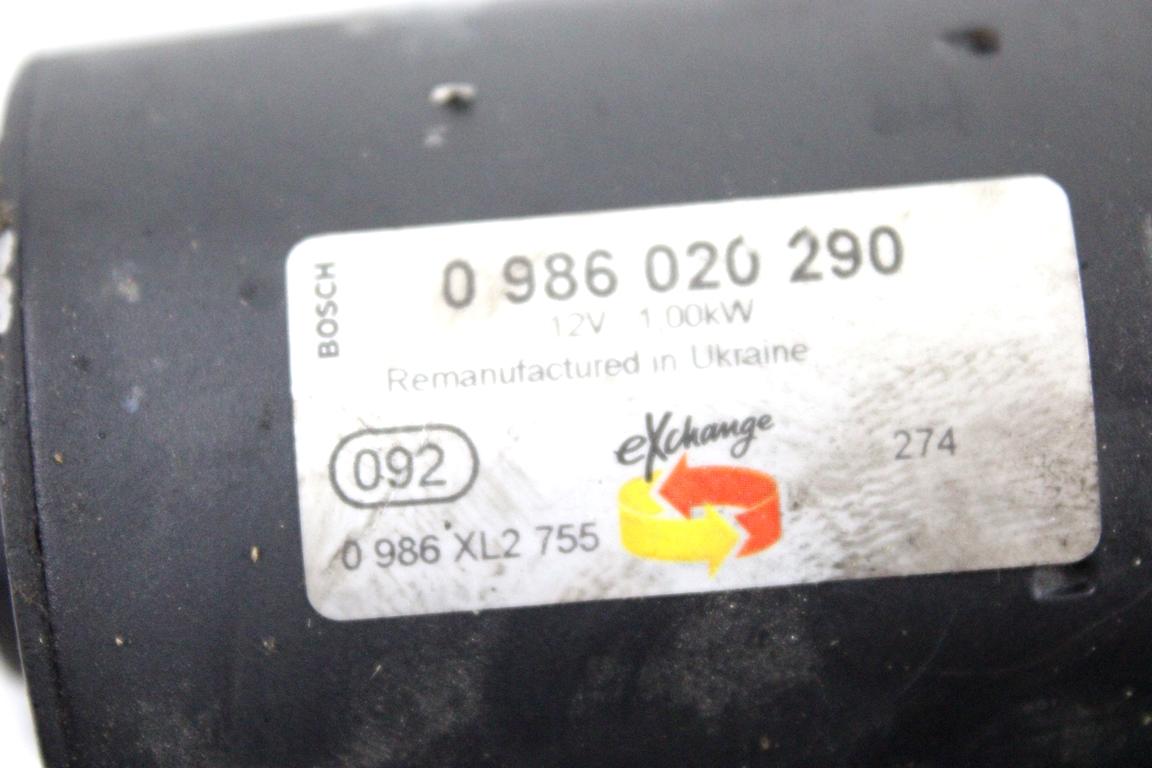 BOSCH
0 986 020 290
12V 1,00kW
Remanufactured in Ukraine
eXchange
092
274
0 986 XL2 755